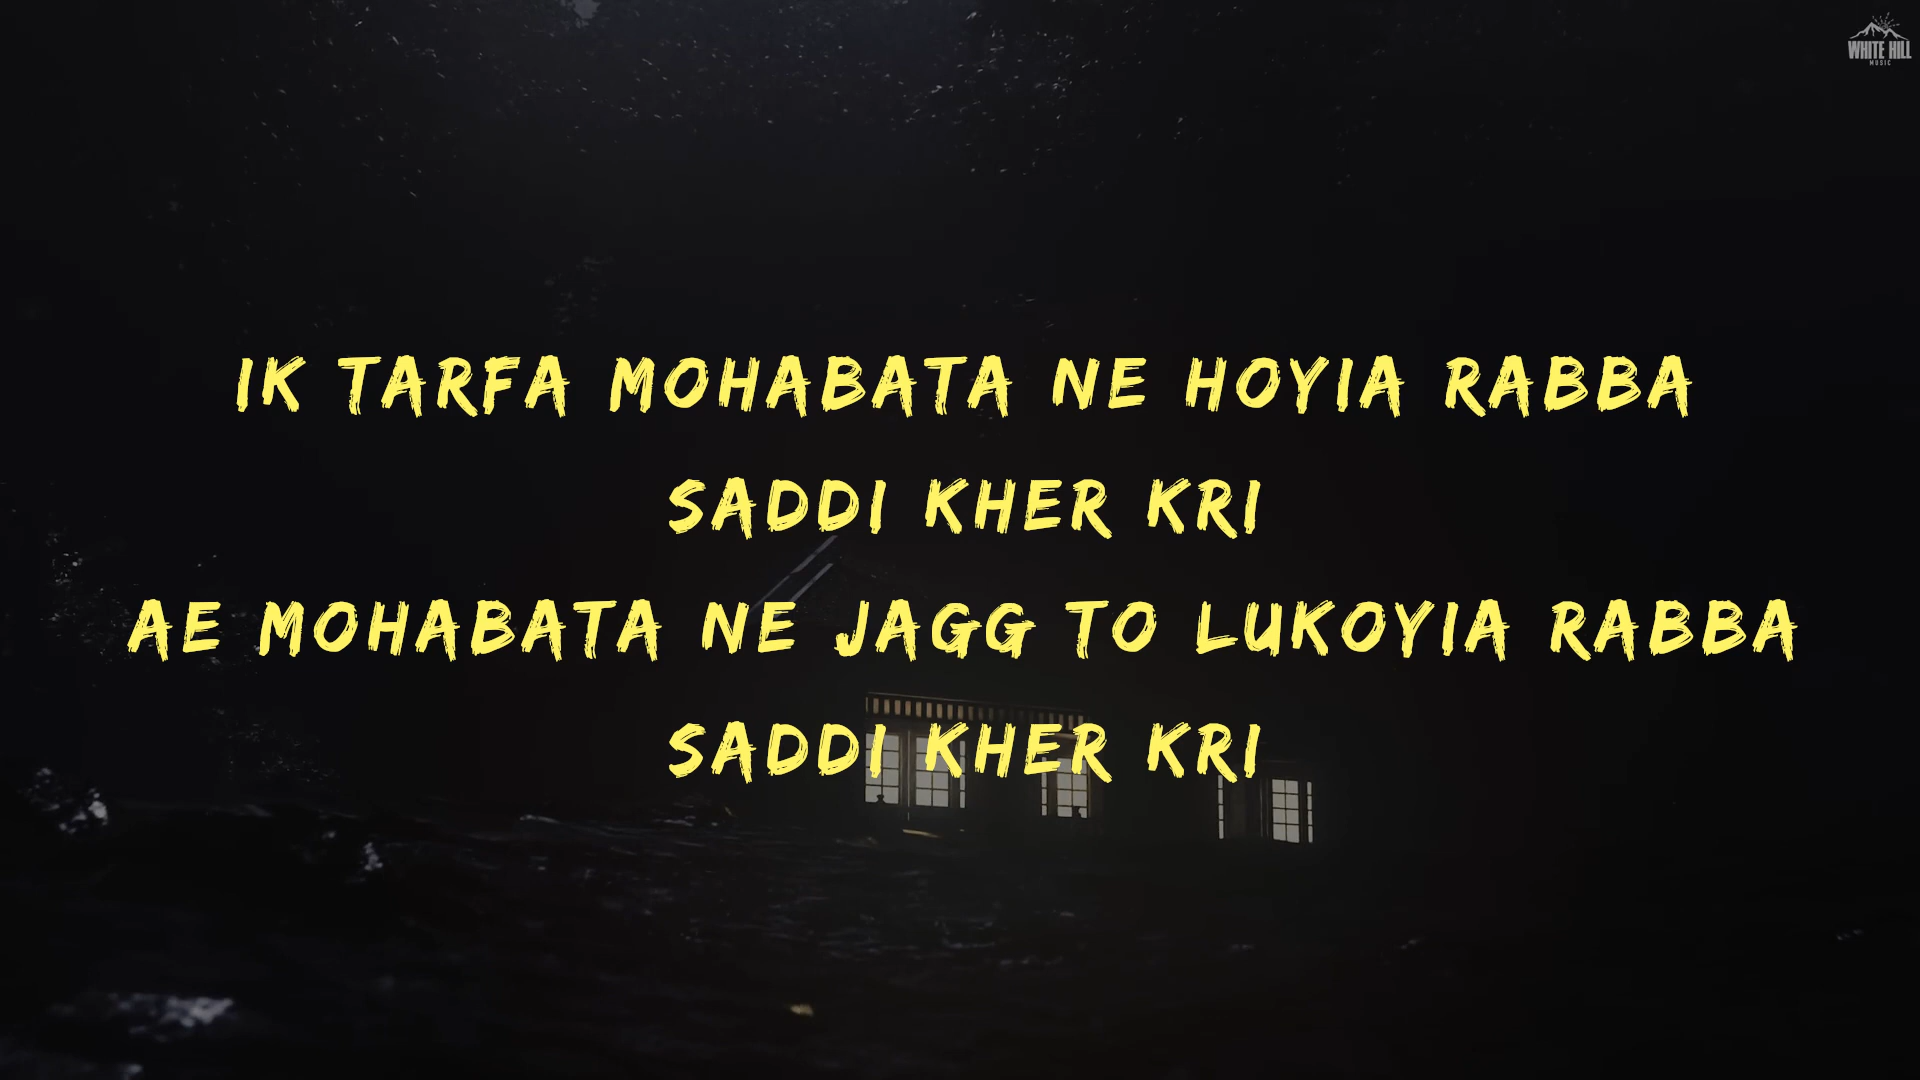 WHITE HILL
MUSIC
IK TARFA MOHABATA NE HOYIA RABBA
SADDI KHER KRI
AE MOHABATA NE JAGG TO LUKOYIA RABBA
SADDI KHER KRI